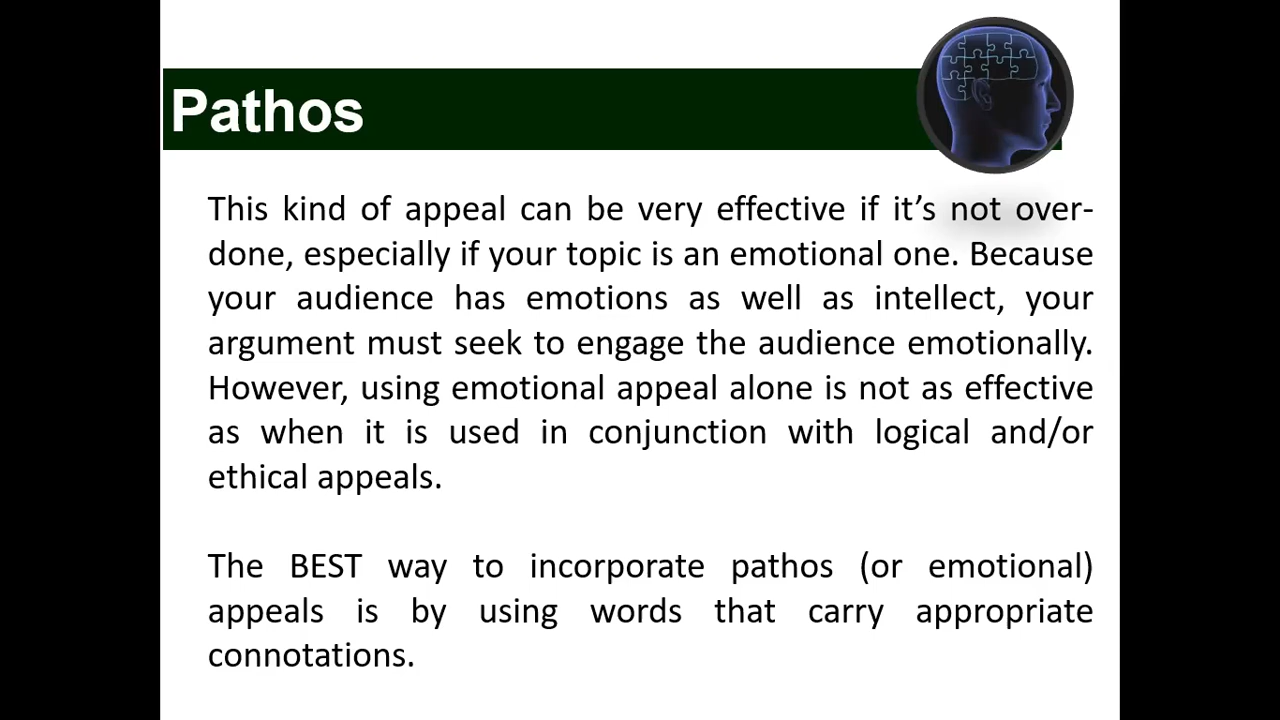 Pathos
This kind of appeal can be very effective if it’s not over-
done, especially if your topic is an emotional one. Because
your audience has emotions as well as intellect, your
argument must seek to engage the audience emotionally.
However, using emotional appeal alone is not as effective
as when it is used in conjunction with logical and/or
ethical appeals.
The BEST way to incorporate pathos (or emotional)
appeals is by using words that carry appropriate
connotations.